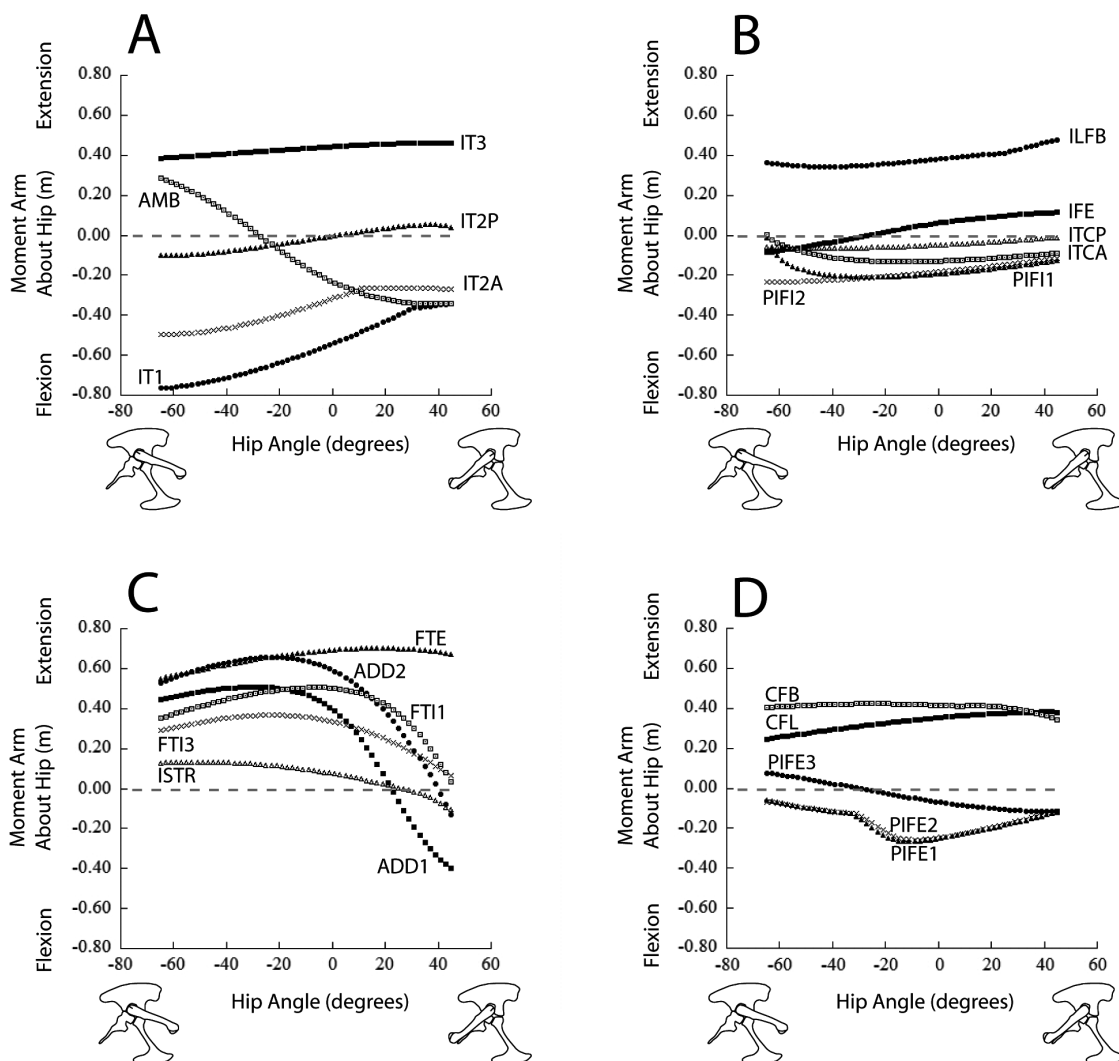 A
Extension
Moment Arm
About Hip (m)
Flexion
0.80
0.60
0.40
0.20
0.00
-0.20
-0.40
-0.60
-0.80
IT3
AMB
IT2P
IT2A
IT1
-80 -60 -40 -20 0 20 40 60
Hip Angle (degrees)
B
Extension
Moment Arm
About Hip (m)
Flexion
0.80
0.60
0.40
0.20
0.00
-0.20
-0.40
-0.60
-0.80
ILFB
IFE
ITCP
ITCA
PIFI1
PIFI2
-80 -60 -40 -20 0 20 40 60
Hip Angle (degrees)
C
Extension
Moment Arm
About Hip (m)
Flexion
0.80
0.60
0.40
0.20
0.00
-0.20
-0.40
-0.60
-0.80
FTE
ADD2
FTI1
FTI3
ISTR
ADD1
-80 -60 -40 -20 0 20 40 60
Hip Angle (degrees)
D
Extension
Moment Arm
About Hip (m)
Flexion
0.80
0.60
0.40
0.20
0.00
-0.20
-0.40
-0.60
-0.80
CFB
CFL
PIFE3
PIFE2
PIFE1
-80 -60 -40 -20 0 20 40 60
Hip Angle (degrees)